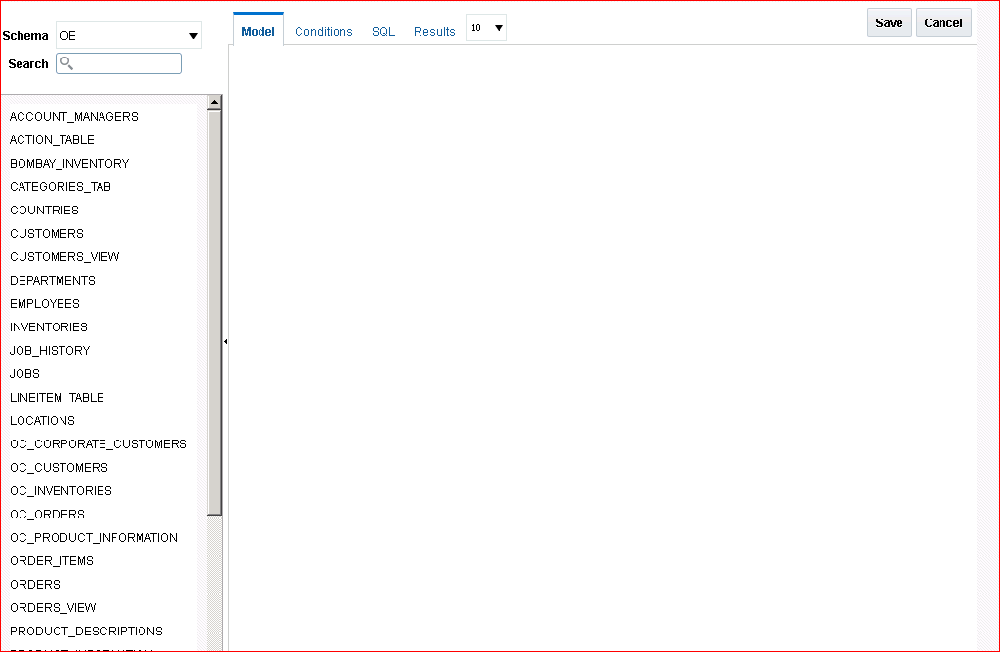 Schema OE
Search
Model Conditions SQL Results 10
Save Cancel
ACCOUNT_MANAGERS
ACTION_TABLE
BOMBAY_INVENTORY
CATEGORIES_TAB
COUNTRIES
CUSTOMERS
CUSTOMERS_VIEW
DEPARTMENTS
EMPLOYEES
INVENTORIES
JOB_HISTORY
JOBS
LINEITEM_TABLE
LOCATIONS
OC_CORPORATE_CUSTOMERS
OC_CUSTOMERS
OC_INVENTORIES
OC_ORDERS
OC_PRODUCT_INFORMATION
ORDER_ITEMS
ORDERS
ORDERS_VIEW
PRODUCT_DESCRIPTIONS